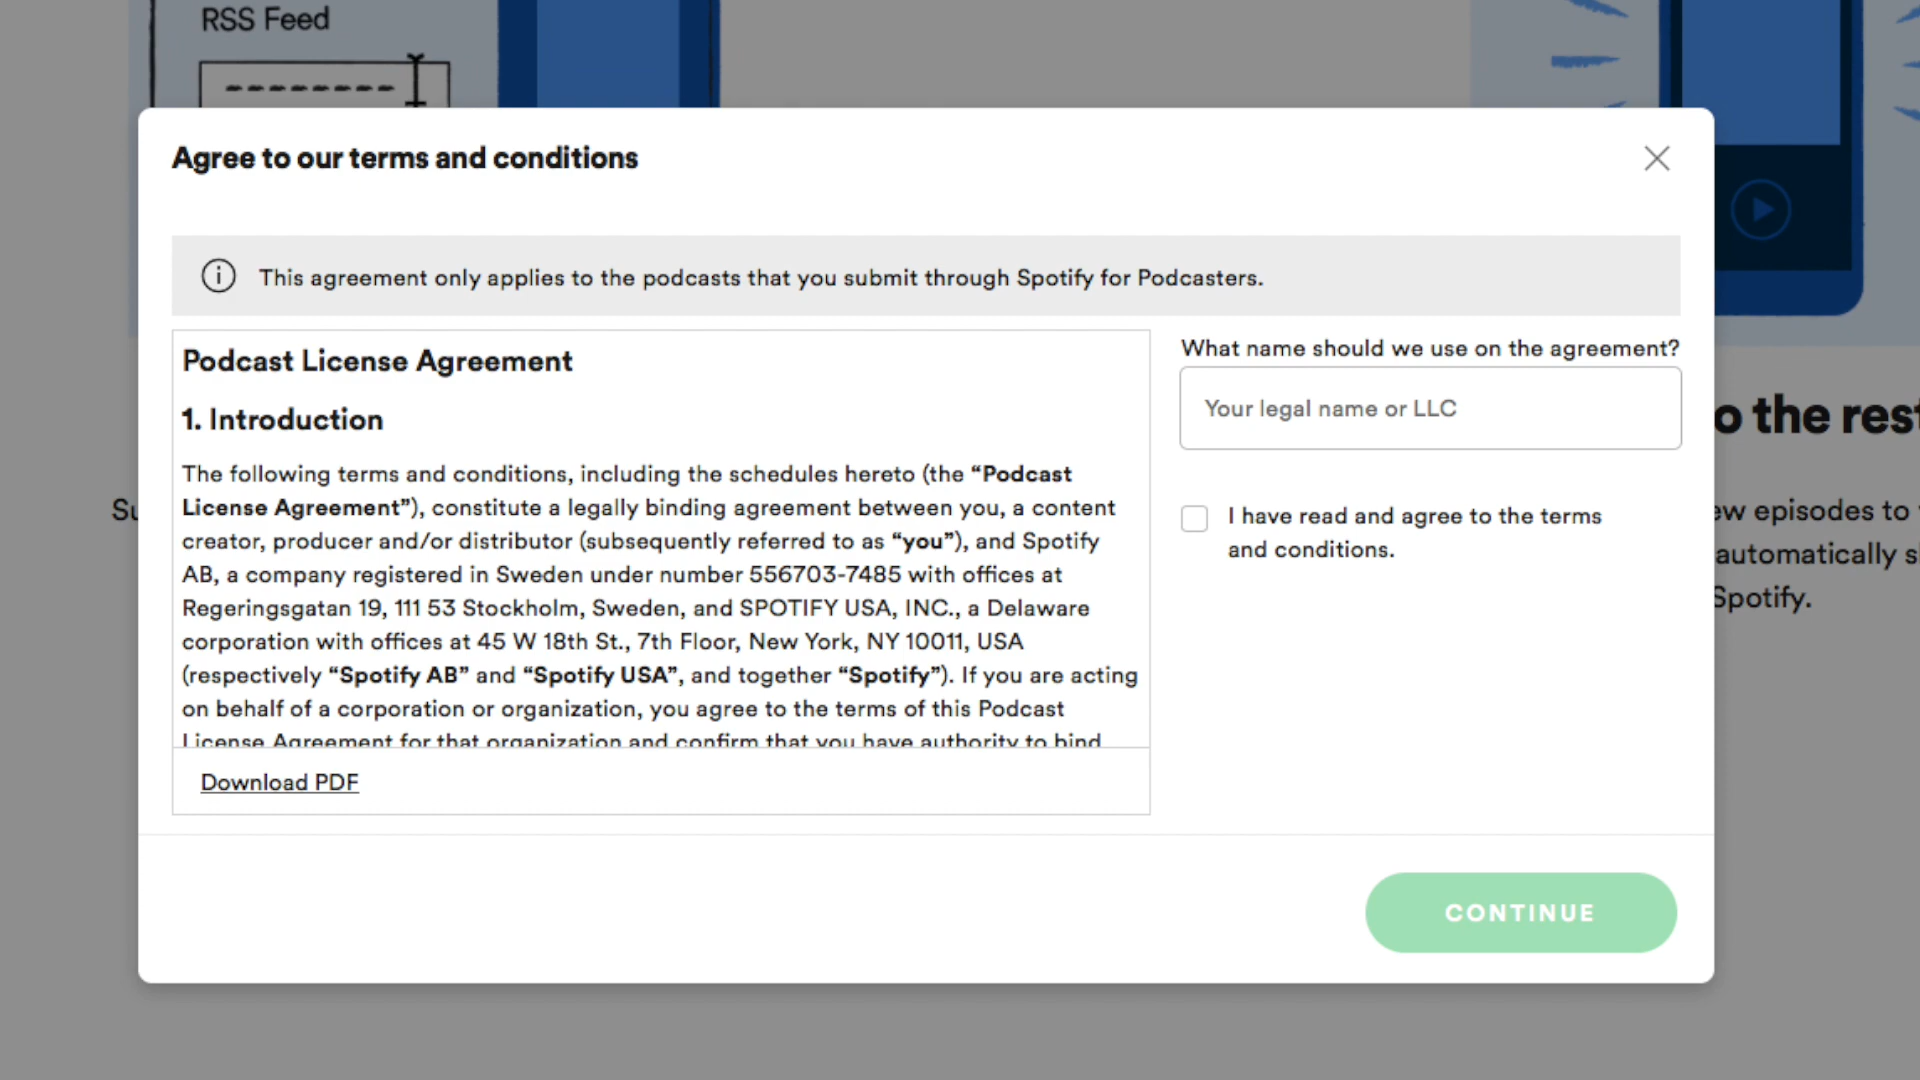 RSS Feed
Agree to our terms and conditions
This agreement only applies to the podcasts that you submit through Spotify for Podcasters.
Podcast License Agreement
1. Introduction
The following terms and conditions, including the schedules hereto (the “Podcast
License Agreement”), constitute a legally binding agreement between you, a content
creator, producer and/or distributor (subsequently referred to as “you”), and Spotify
AB, a company registered in Sweden under number 556703-7485 with offices at
Regeringsgatan 19, 111 53 Stockholm, Sweden, and SPOTIFY USA, INC., a Delaware
corporation with offices at 45 W 18th St., 7th Floor, New York, NY 10011, USA
(respectively “Spotify AB” and “Spotify USA”, and together “Spotify”). If you are acting
on behalf of a corporation or organization, you agree to the terms of this Podcast
License Agreement for that organization and confirm that you have authority to bind
Download PDF
What name should we use on the agreement?
Your legal name or LLC
I have read and agree to the terms
and conditions.
CONTINUE
o the rest
ew episodes to
automatically s
Spotify.
Su